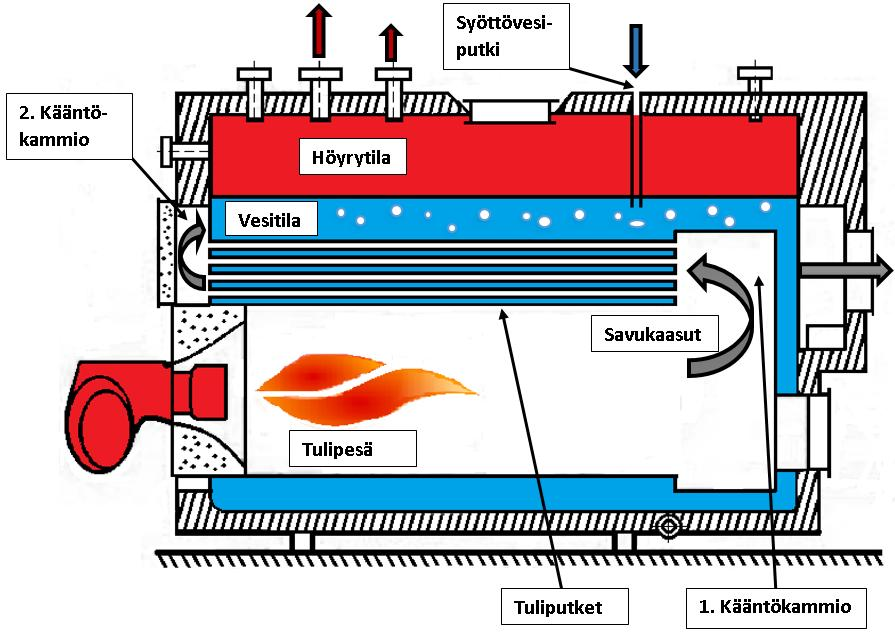 Syöttövesi-
putki
2. Kääntö-
kammio
Höyrytila
Vesitila
Savukaasut
Tulipesä
Tuliputket
1. Kääntökammio